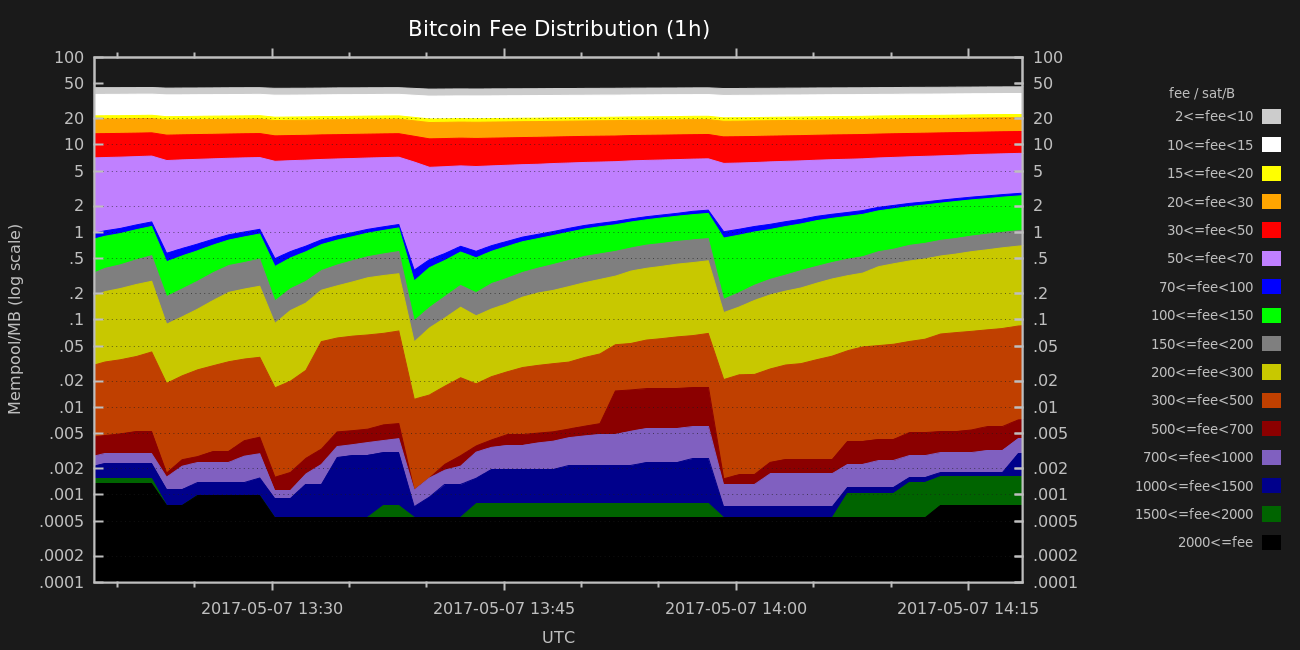 Bitcoin Fee Distribution (1h)
100
50
20
10
5
2
1
.5
.2
.1
.05
.02
.01
.005
.002
.001
.0005
.0002
.0001
Mempool/MB (log scale)
100
50
20
10
5
2
1
.5
.2
.1
.05
.02
.01
.005
.002
.001
.0005
.0002
.0001
2017-05-07 13:30
2017-05-07 13:45
2017-05-07 14:00
2017-05-07 14:15
UTC
fee / sat/B
2<=fee<10
10<=fee<15
15<=fee<20
20<=fee<30
30<=fee<50
50<=fee<70
70<=fee<100
100<=fee<150
150<=fee<200
200<=fee<300
300<=fee<500
500<=fee<700
700<=fee<1000
1000<=fee<1500
1500<=fee<2000
2000<=fee